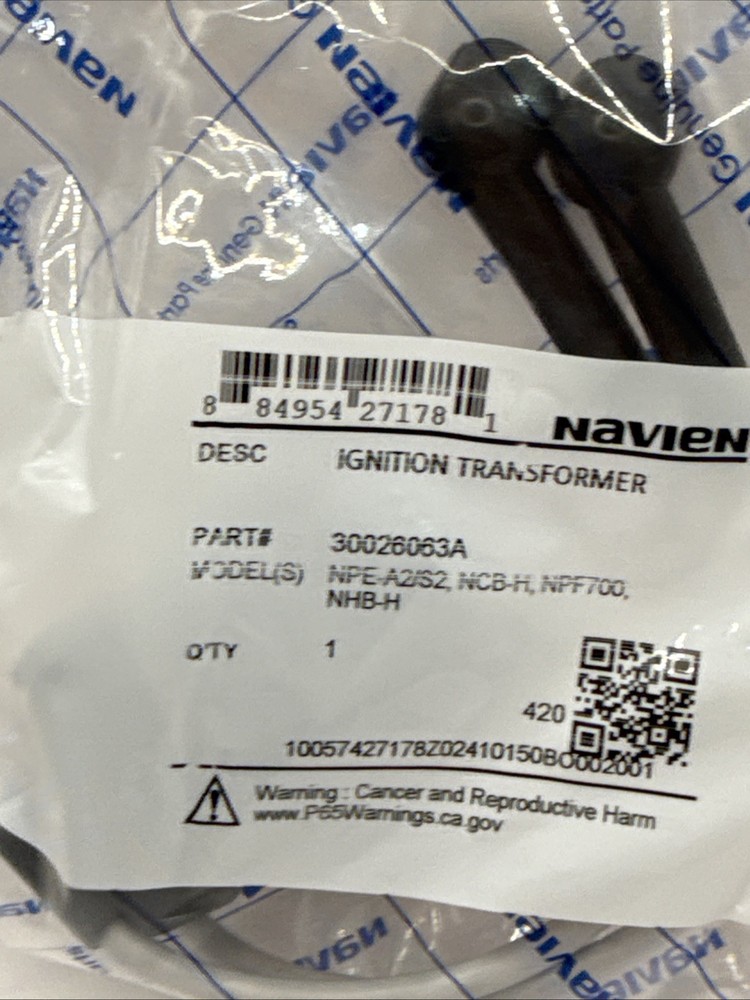 8 84954 27178 1
NAVIEN
DESC IGNITION TRANSFORMER
PART# 30026063A
MODEL(S) NPE-A2/S2, NCB-H, NPF700,
NHB-H
Q'TY 1
420
10057427178Z02410150BO002001
Warning : Cancer and Reproductive Harm
www.P65Warnings.ca.gov